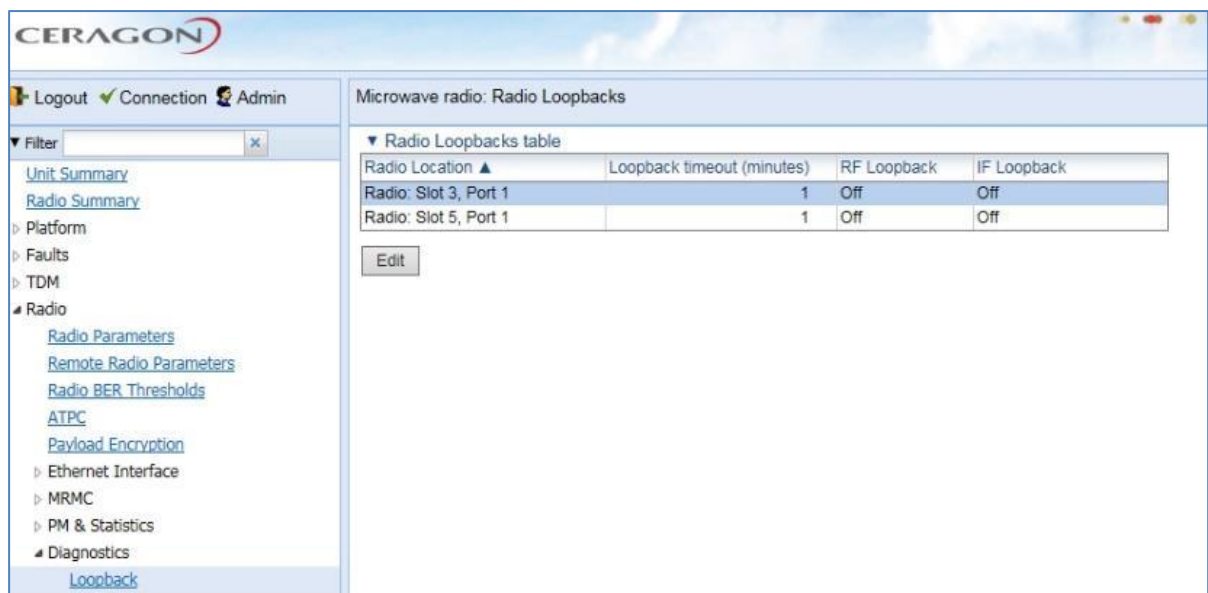 CERAGON
Logout Connection Admin
Filter
Unit Summary
Radio Summary
Platform
Faults
TDM
Radio
Radio Parameters
Remote Radio Parameters
Radio BER Thresholds
ATPC
Payload Encryption
Ethernet Interface
MRMC
PM & Statistics
Diagnostics
Loopback
Microwave radio: Radio Loopbacks
Radio Loopbacks table
Radio Location ▲ Loopback timeout (minutes) RF Loopback IF Loopback
Radio: Slot 3, Port 1 1 Off Off
Radio: Slot 5, Port 1 1 Off Off
Edit